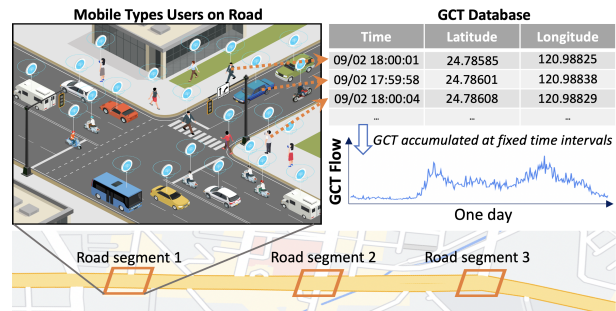 Mobile Types Users on Road
GCT Database
Time Latitude Longitude
09/02 18:00:01 24.78585 120.98825
09/02 17:59:58 24.78601 120.98838
09/02 18:00:04 24.78608 120.98829
... ... ...
GCT accumulated at fixed time intervals
GCT Flow
One day
Road segment 1
Road segment 2
Road segment 3